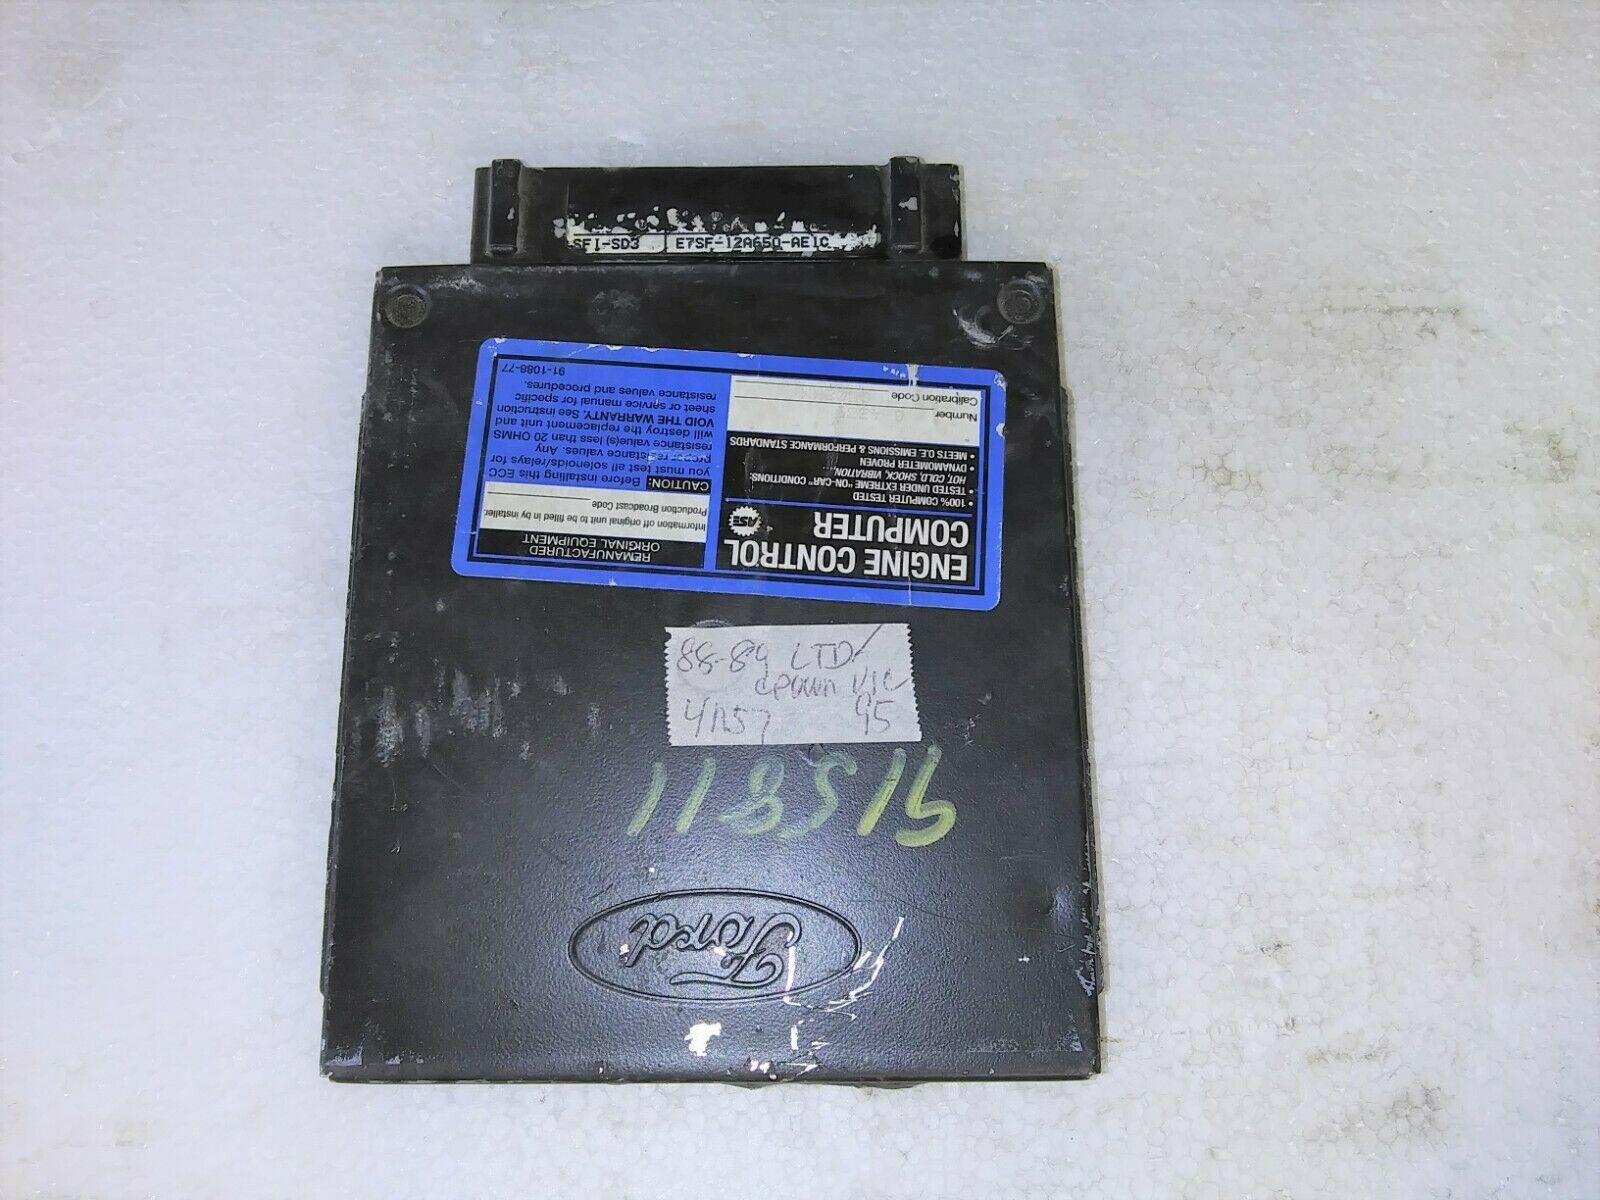 SFI-SD3 E7SF-12A650-AE1C
ENGINE CONTROL
COMPUTER
ASE
• 100% COMPUTER TESTED
• TESTED UNDER EXTREME "ON-CAR" CONDITIONS:
HOT, COLD, SHOCK, VIBRATION.
• DYNAMOMETER PROVEN
• MEETS O.E. EMISSIONS & PERFORMANCE STANDARDS
Number
Calibration Code
REMANUFACTURED
ORIGINAL EQUIPMENT
Information off original unit to be filled in by installer.
Production Broadcast Code
CAUTION: Before installing this ECC
you must test all solenoids/relays for
proper resistance values. Any
resistance value(s) less than 20 OHMS
will destroy the replacement unit and
VOID THE WARRANTY. See instruction
sheet or service manual for specific
resistance values and procedures.
91-1088-77
88-89 LTD/
crown vic
95
Ford